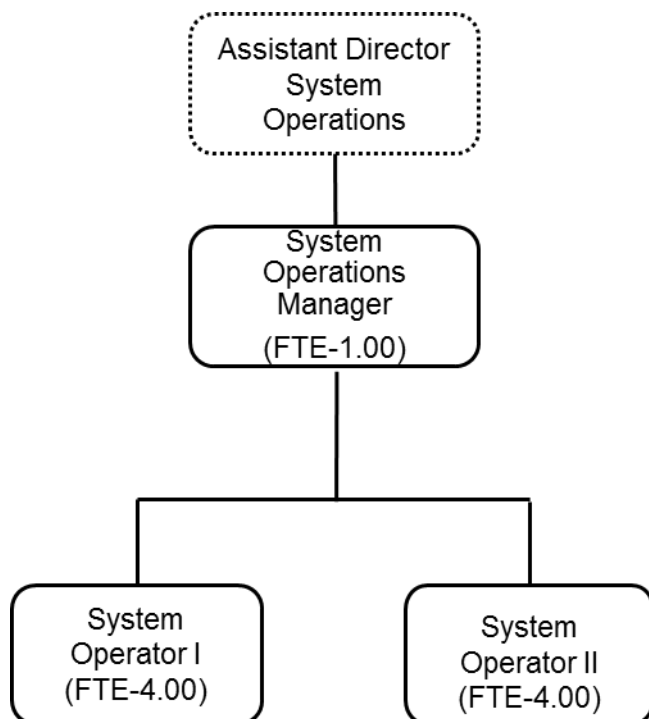 Assistant Director
System
Operations
System
Operations
Manager
(FTE-1.00)
System
Operator I
(FTE-4.00)
System
Operator II
(FTE-4.00)